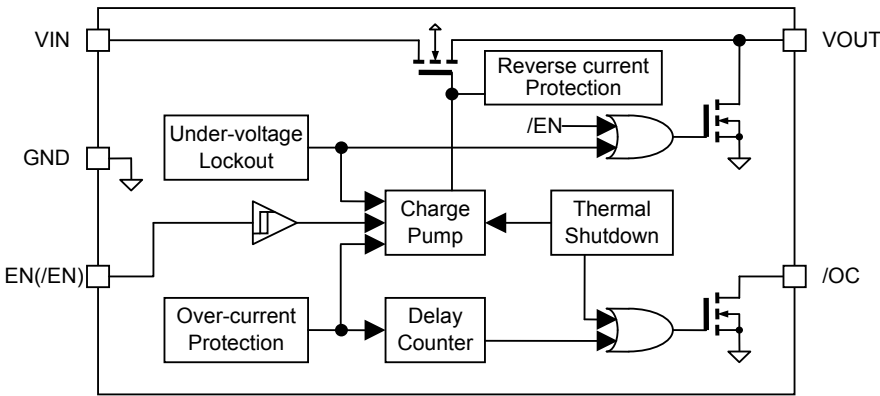 VIN
VOUT
Reverse current
Protection
/EN
Under-voltage
Lockout
GND
Charge
Pump
Thermal
Shutdown
EN(/EN)
/OC
Over-current
Protection
Delay
Counter